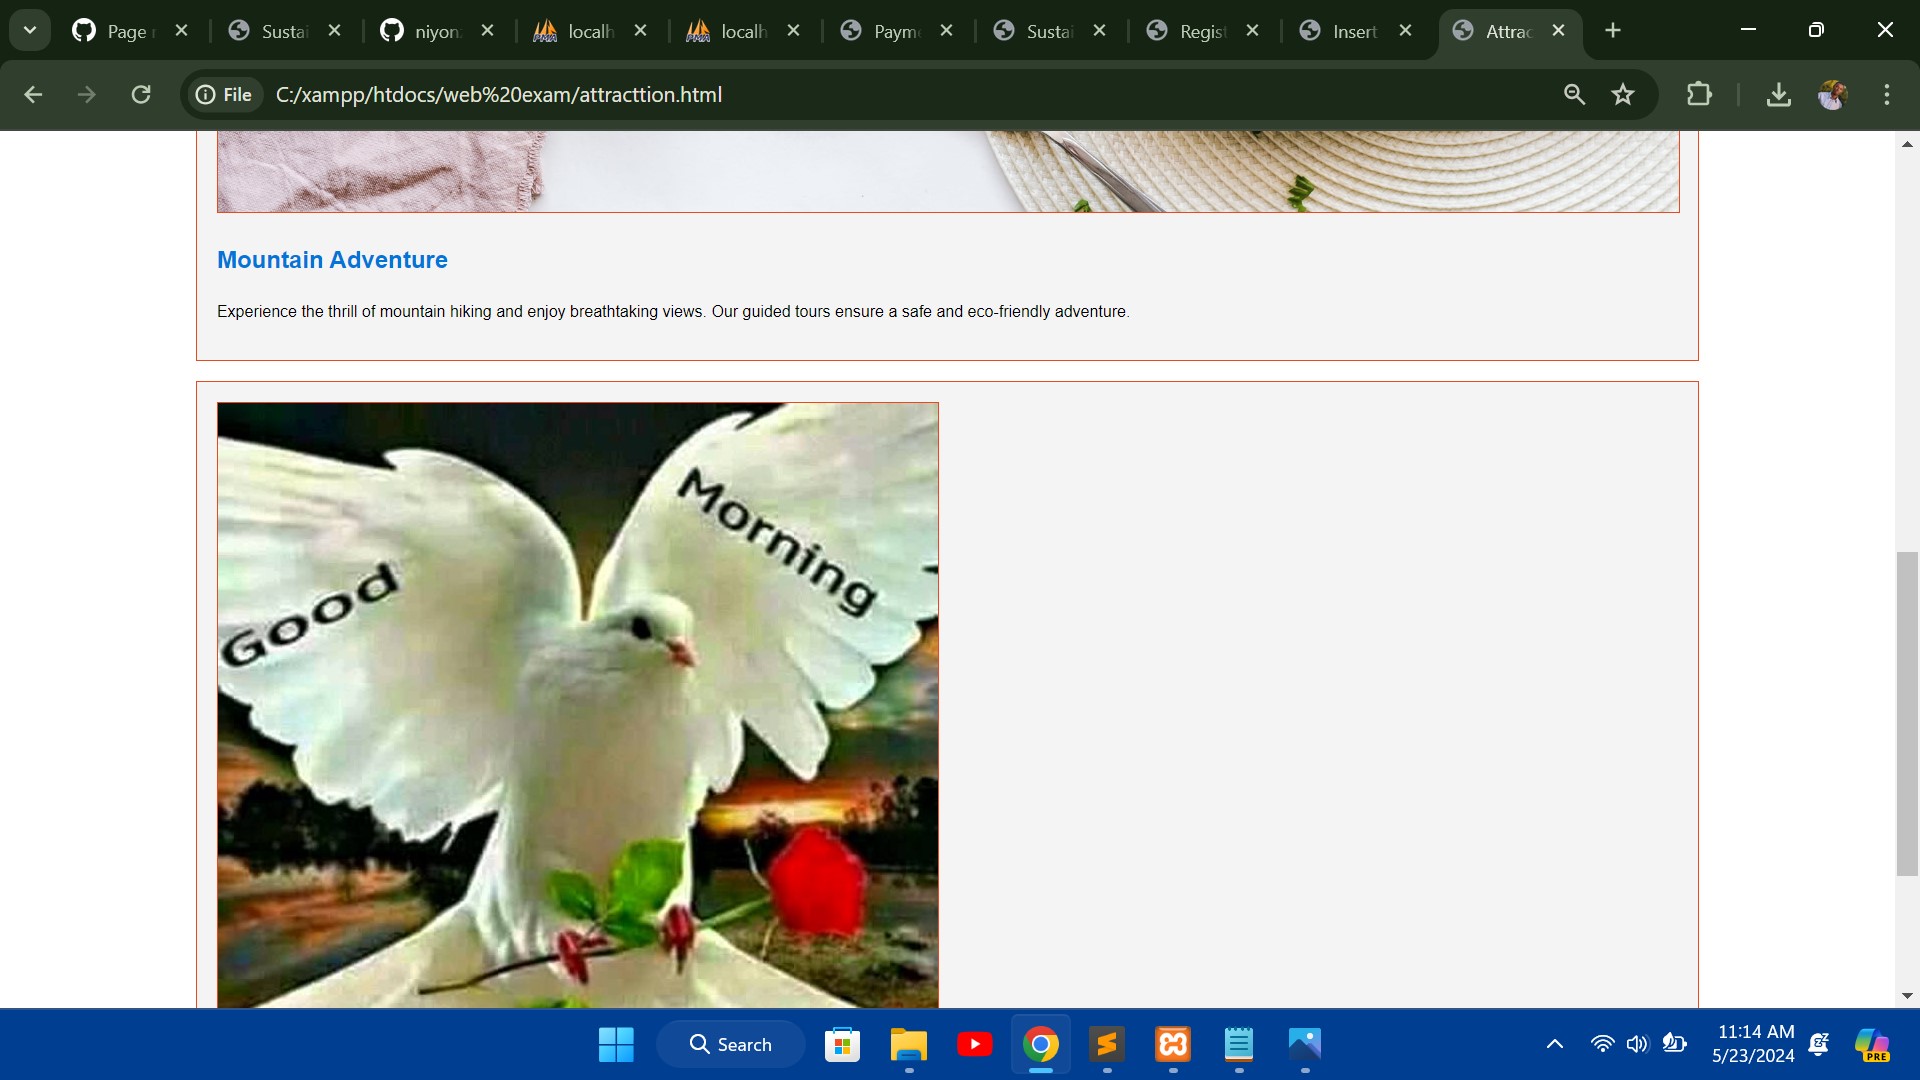 Page r
Sustai
niyon
localh
localh
Payme
Sustai
Regist
Insert
Attrac
File
C:/xampp/htdocs/web%20exam/attracttion.html
Mountain Adventure
Experience the thrill of mountain hiking and enjoy breathtaking views. Our guided tours ensure a safe and eco-friendly adventure.
Good
Morning
Search
11:14 AM
5/23/2024
PRE